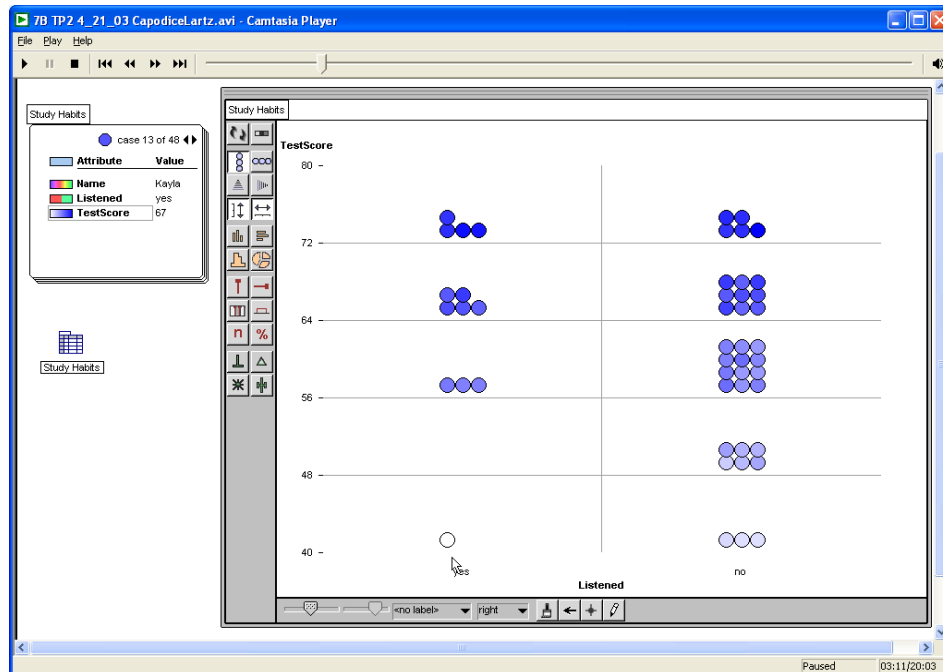 7B TP2 4_21_03 CapodiceLartz.avi - Camtasia Player
File Play Help
Study Habits
case 13 of 48
Attribute Value
Name Kayla
Listened yes
TestScore 67
Study Habits
Study Habits
TestScore
80
72
64
56
48
40
yes no
Listened
n %
<no label> right
Paused 03:11/20:03